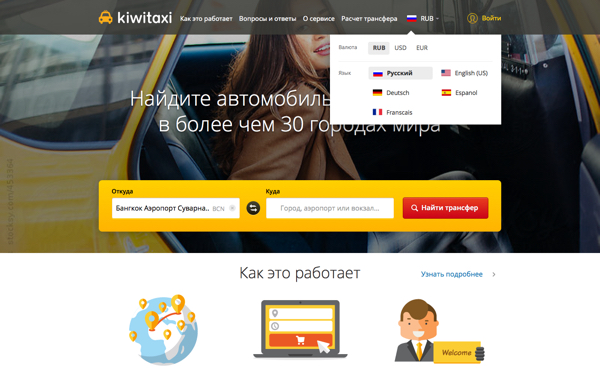 kiwitaxi
Как это работает
Вопросы и ответы
О сервисе
Расчет трансфера
RUB
Войти
Валюта
RUB
USD
EUR
Язык
Русский
English (US)
Deutsch
Espanol
Franscais
Найдите автомобиль
в более чем 30 городах мира
Откуда
Куда
Бангкок Аэропорт Суварна..
BCN
Город, аэропорт или вокзал...
Найти трансфер
Как это работает
Узнать подробнее
Welcome